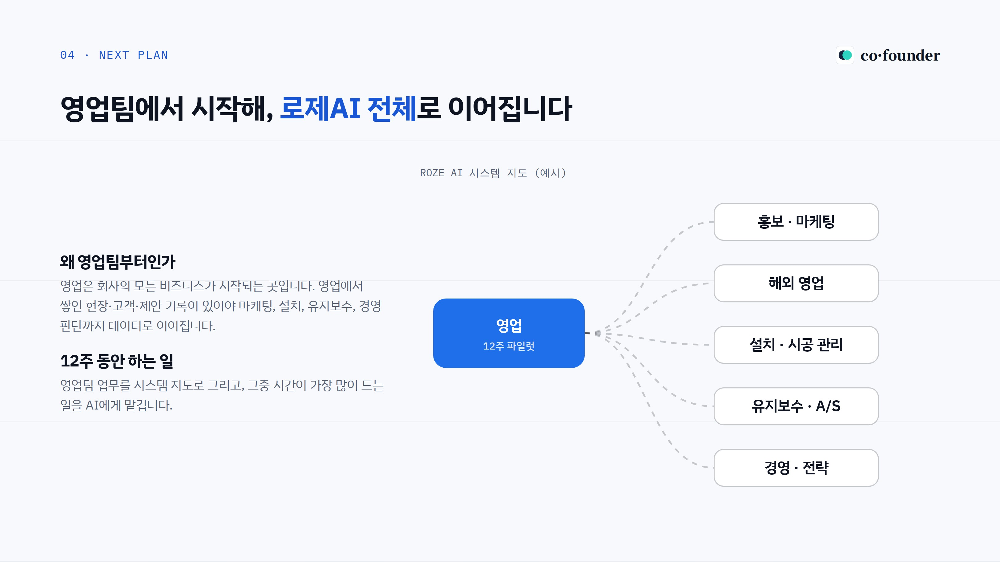 04 · NEXT PLAN
co·founder
영업팀에서 시작해, 로제AI 전체로 이어집니다
ROZE AI 시스템 지도 (예시)
왜 영업팀부터인가
영업은 회사의 모든 비즈니스가 시작되는 곳입니다. 영업에서
쌓인 현장·고객·제안 기록이 있어야 마케팅, 설치, 유지보수, 경영
판단까지 데이터로 이어집니다.
12주 동안 하는 일
영업팀 업무를 시스템 지도로 그리고, 그중 시간이 가장 많이 드는
일을 AI에게 맡깁니다.
영업
12주 파일럿
홍보 · 마케팅
해외 영업
설치 · 시공 관리
유지보수 · A/S
경영 · 전략